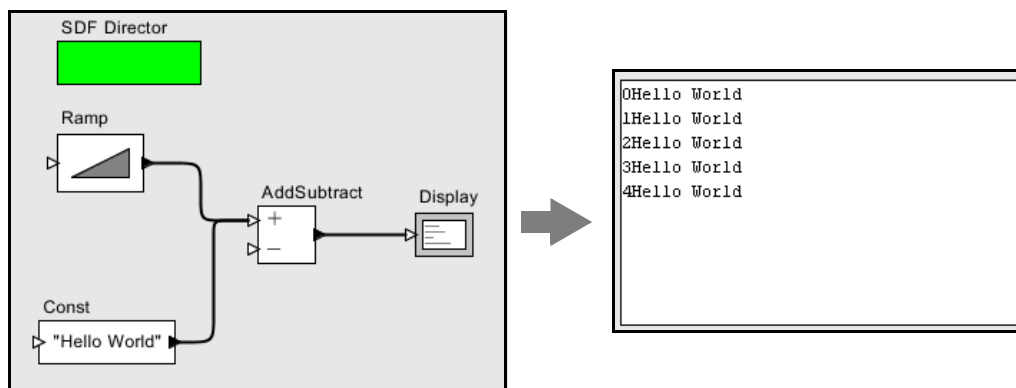 SDF Director
Ramp
AddSubtract
+
−
Display
Const
"Hello World"
0Hello World
1Hello World
2Hello World
3Hello World
4Hello World